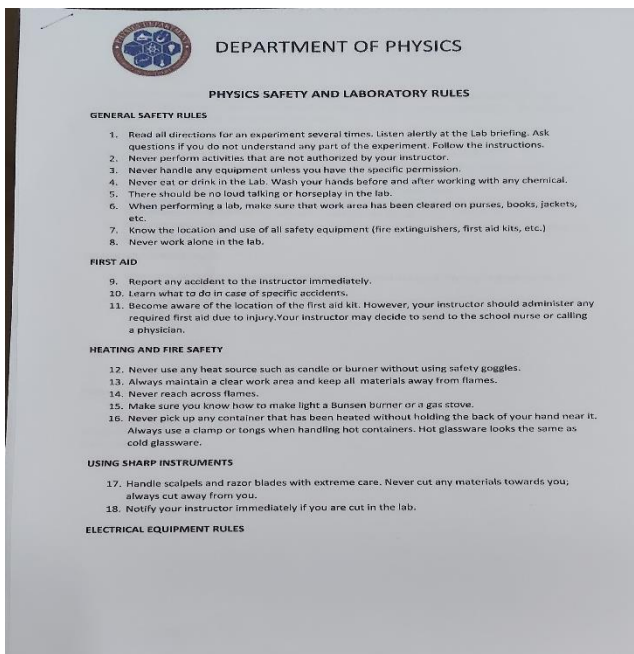 DEPARTMENT OF PHYSICS
PHYSICS SAFETY AND LABORATORY RULES
GENERAL SAFETY RULES
1. Read all directions for an experiment several times. Listen alertly at the Lab briefing. Ask
questions if you do not understand any part of the experiment. Follow the instructions.
2. Never perform activities that are not authorized by your instructor.
3. Never handle any equipment unless you have the specific permission.
4. Never eat or drink in the Lab. Wash your hands before and after working with any chemical.
5. There should be no loud talking or horseplay in the lab.
6. When performing a lab, make sure that work area has been cleared on purses, books, jackets,
etc.
7. Know the location and use of all safety equipment (fire extinguishers, first aid kits, etc.)
8. Never work alone in the lab.
FIRST AID
9. Report any accident to the instructor immediately.
10. Learn what to do in case of specific accidents.
11. Become aware of the location of the first aid kit. However, your instructor should administer any
required first aid due to injury.Your instructor may decide to send to the school nurse or calling
a physician.
HEATING AND FIRE SAFETY
12. Never use any heat source such as candle or burner without using safety goggles.
13. Always maintain a clear work area and keep all materials away from flames.
14. Never reach across flames.
15. Make sure you know how to make light a Bunsen burner or a gas stove.
16. Never pick up any container that has been heated without holding the back of your hand near it.
Always use a clamp or tongs when handling hot containers. Hot glassware looks the same as
cold glassware.
USING SHARP INSTRUMENTS
17. Handle scalpels and razor blades with extreme care. Never cut any materials towards you;
always cut away from you.
18. Notify your instructor immediately if you are cut in the lab.
ELECTRICAL EQUIPMENT RULES